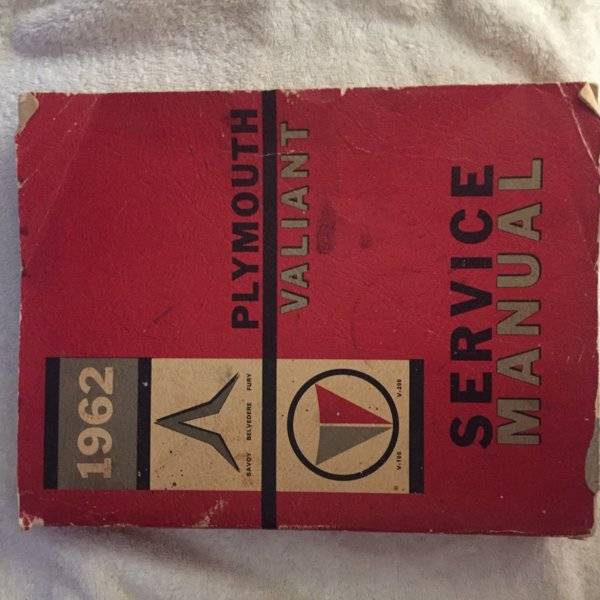 1962
SAVOY BELVEDERE FURY
V-100 V-200
PLYMOUTH
VALIANT
SERVICE
MANUAL